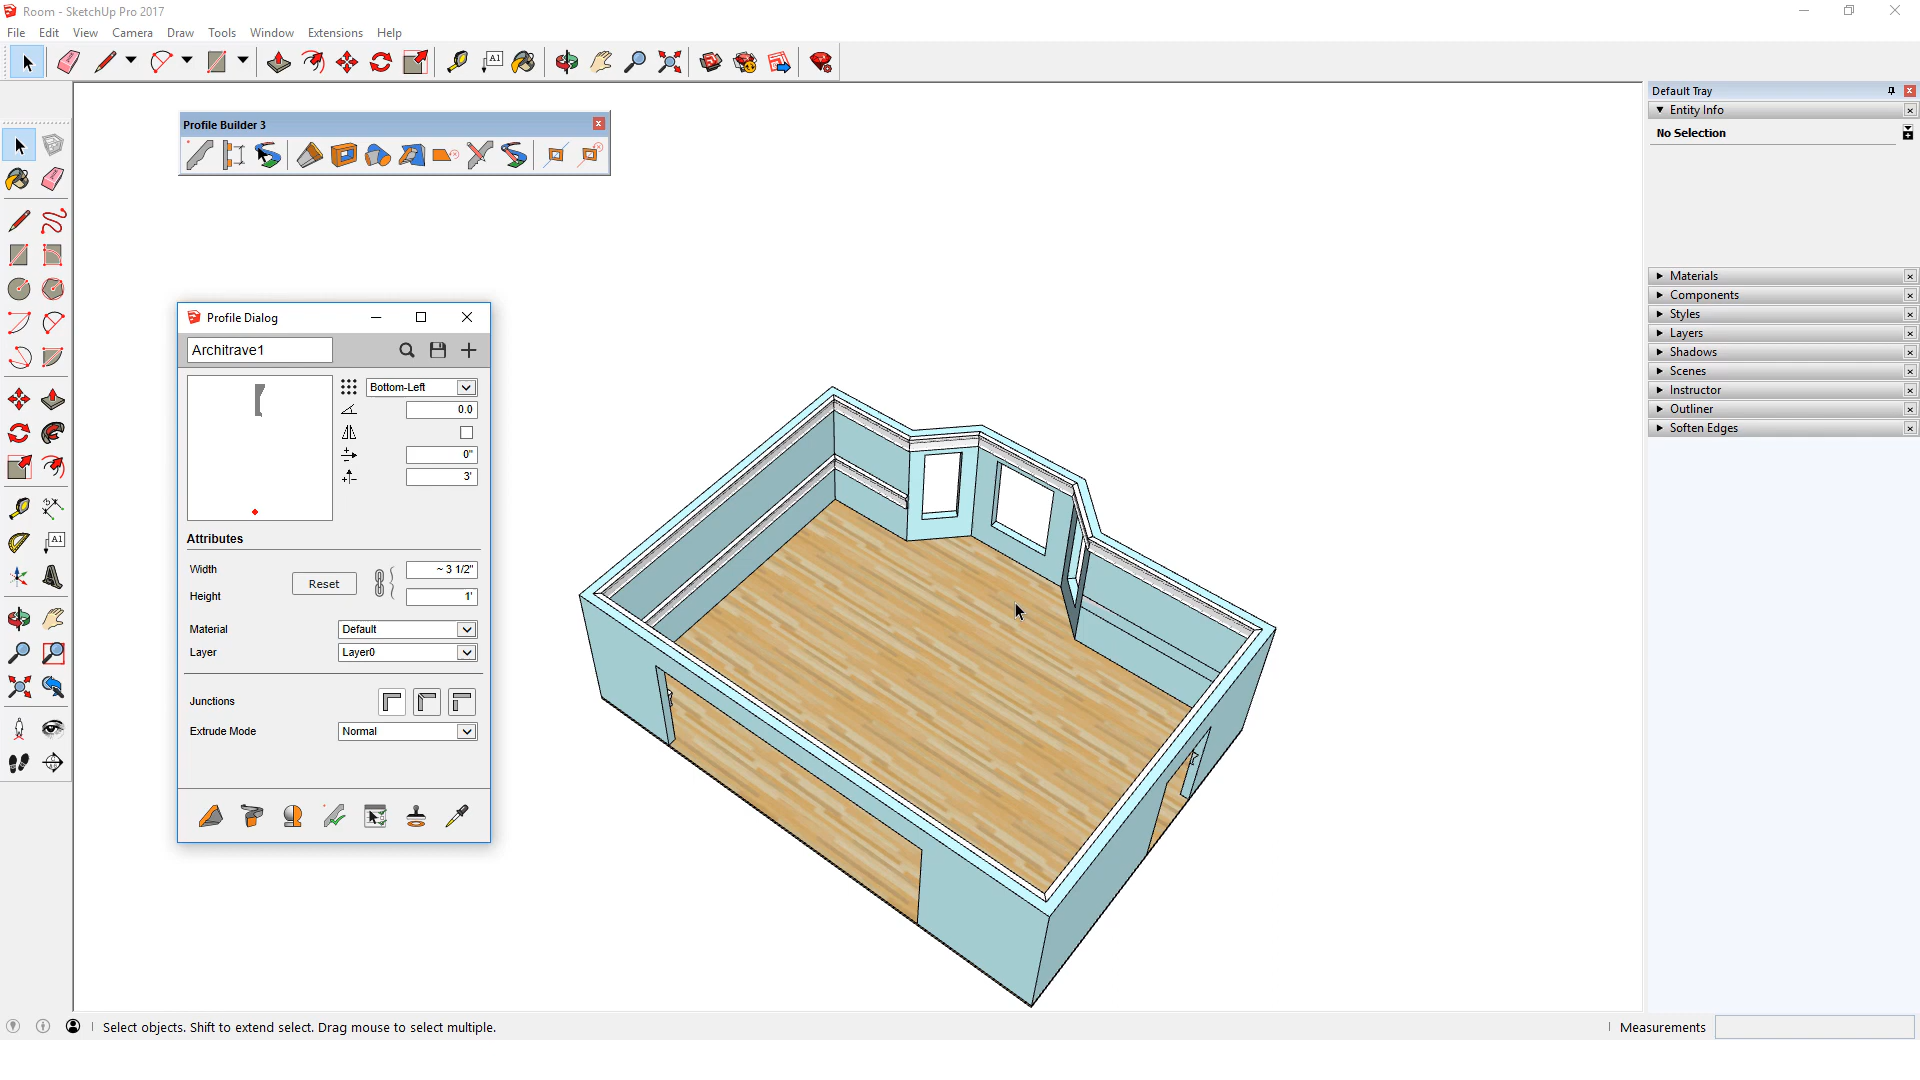 Room - SketchUp Pro 2017
File Edit View Camera Draw Tools Window Extensions Help
A1
Default Tray
Entity Info
No Selection
Profile Builder 3
Materials
Components
Styles
Layers
Shadows
Scenes
Instructor
Outliner
Soften Edges
Profile Dialog
Architrave1
Bottom-Left
0.0
0"
3'
Attributes
Width ~ 3 1/2"
Reset
Height 1'
Material Default
Layer Layer0
Junctions
Extrude Mode Normal
A1
Select objects. Shift to extend select. Drag mouse to select multiple.
Measurements